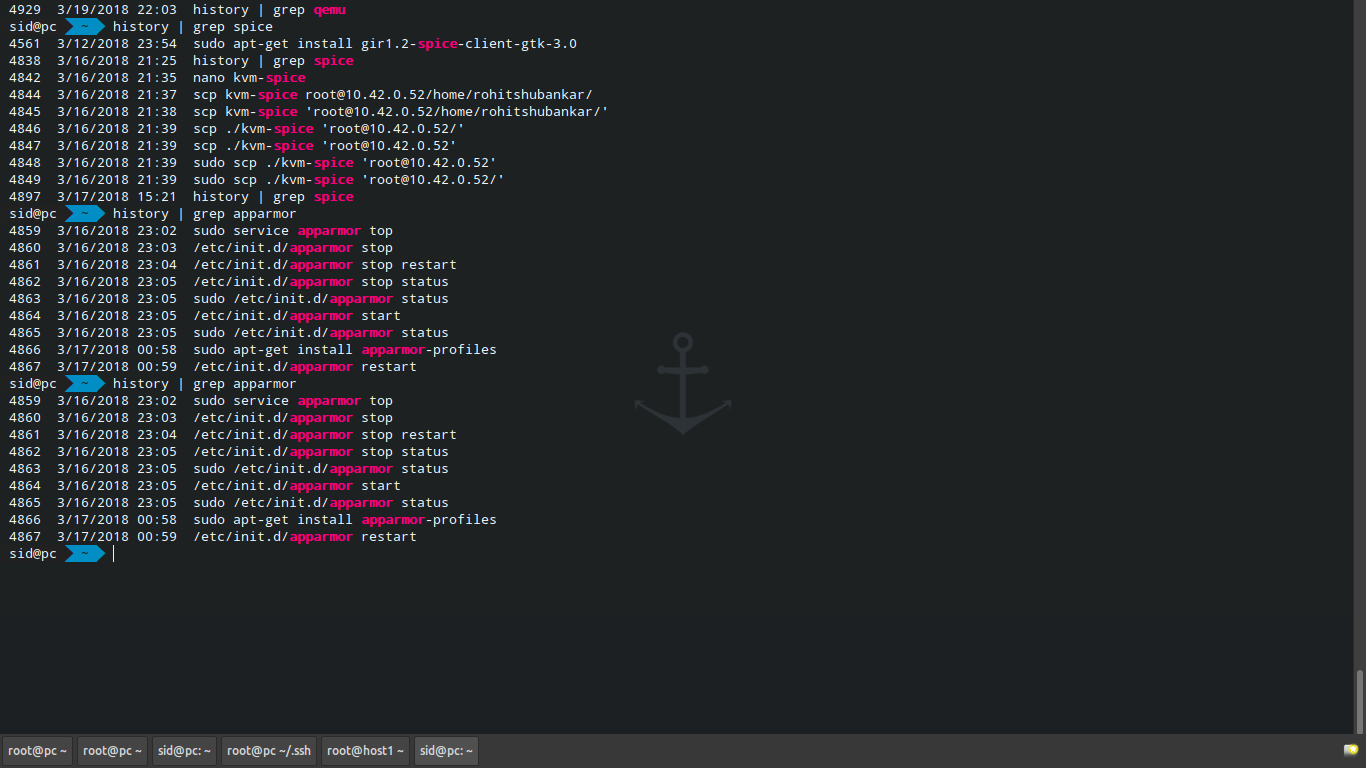 4929  3/19/2018 22:03  history | grep qemu
sid@pc ~ history | grep spice
4561  3/12/2018 23:54  sudo apt-get install gir1.2-spice-client-gtk-3.0
4838  3/16/2018 21:25  history | grep spice
4842  3/16/2018 21:35  nano kvm-spice
4844  3/16/2018 21:37  scp kvm-spice root@10.42.0.52/home/rohitshubankar/
4845  3/16/2018 21:38  scp kvm-spice 'root@10.42.0.52/home/rohitshubankar/'
4846  3/16/2018 21:39  scp ./kvm-spice 'root@10.42.0.52/'
4847  3/16/2018 21:39  scp ./kvm-spice 'root@10.42.0.52'
4848  3/16/2018 21:39  sudo scp ./kvm-spice 'root@10.42.0.52'
4849  3/16/2018 21:39  sudo scp ./kvm-spice 'root@10.42.0.52/'
4897  3/17/2018 15:21  history | grep spice
sid@pc ~ history | grep apparmor
4859  3/16/2018 23:02  sudo service apparmor top
4860  3/16/2018 23:03  /etc/init.d/apparmor stop
4861  3/16/2018 23:04  /etc/init.d/apparmor stop restart
4862  3/16/2018 23:05  /etc/init.d/apparmor stop status
4863  3/16/2018 23:05  sudo /etc/init.d/apparmor status
4864  3/16/2018 23:05  /etc/init.d/apparmor start
4865  3/16/2018 23:05  sudo /etc/init.d/apparmor status
4866  3/17/2018 00:58  sudo apt-get install apparmor-profiles
4867  3/17/2018 00:59  /etc/init.d/apparmor restart
sid@pc ~ history | grep apparmor
4859  3/16/2018 23:02  sudo service apparmor top
4860  3/16/2018 23:03  /etc/init.d/apparmor stop
4861  3/16/2018 23:04  /etc/init.d/apparmor stop restart
4862  3/16/2018 23:05  /etc/init.d/apparmor stop status
4863  3/16/2018 23:05  sudo /etc/init.d/apparmor status
4864  3/16/2018 23:05  /etc/init.d/apparmor start
4865  3/16/2018 23:05  sudo /etc/init.d/apparmor status
4866  3/17/2018 00:58  sudo apt-get install apparmor-profiles
4867  3/17/2018 00:59  /etc/init.d/apparmor restart
sid@pc ~
root@pc ~ root@pc ~ sid@pc: ~ root@pc ~/.ssh root@host1 ~ sid@pc: ~